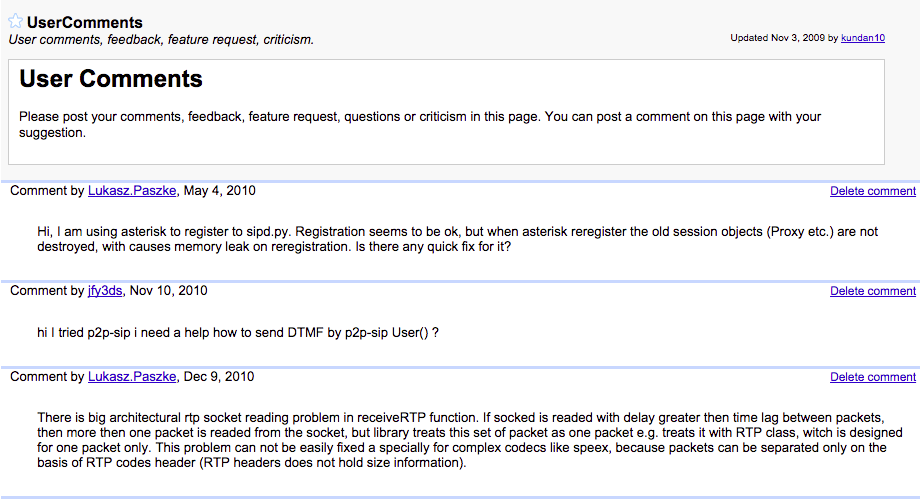 UserComments
User comments, feedback, feature request, criticism.
Updated Nov 3, 2009 by kundan10
User Comments
Please post your comments, feedback, feature request, questions or criticism in this page. You can post a comment on this page with your
suggestion.
Comment by Lukasz.Paszke, May 4, 2010
Delete comment
Hi, I am using asterisk to register to sipd.py. Registration seems to be ok, but when asterisk reregister the old session objects (Proxy etc.) are not
destroyed, with causes memory leak on reregistration. Is there any quick fix for it?
Comment by jfy3ds, Nov 10, 2010
Delete comment
hi I tried p2p-sip i need a help how to send DTMF by p2p-sip User() ?
Comment by Lukasz.Paszke, Dec 9, 2010
Delete comment
There is big architectural rtp socket reading problem in receiveRTP function. If socked is readed with delay greater then time lag between packets,
then more then one packet is readed from the socket, but library treats this set of packet as one packet e.g. treats it with RTP class, witch is designed
for one packet only. This problem can not be easily fixed a specially for complex codecs like speex, because packets can be separated only on the
basis of RTP codes header (RTP headers does not hold size information).